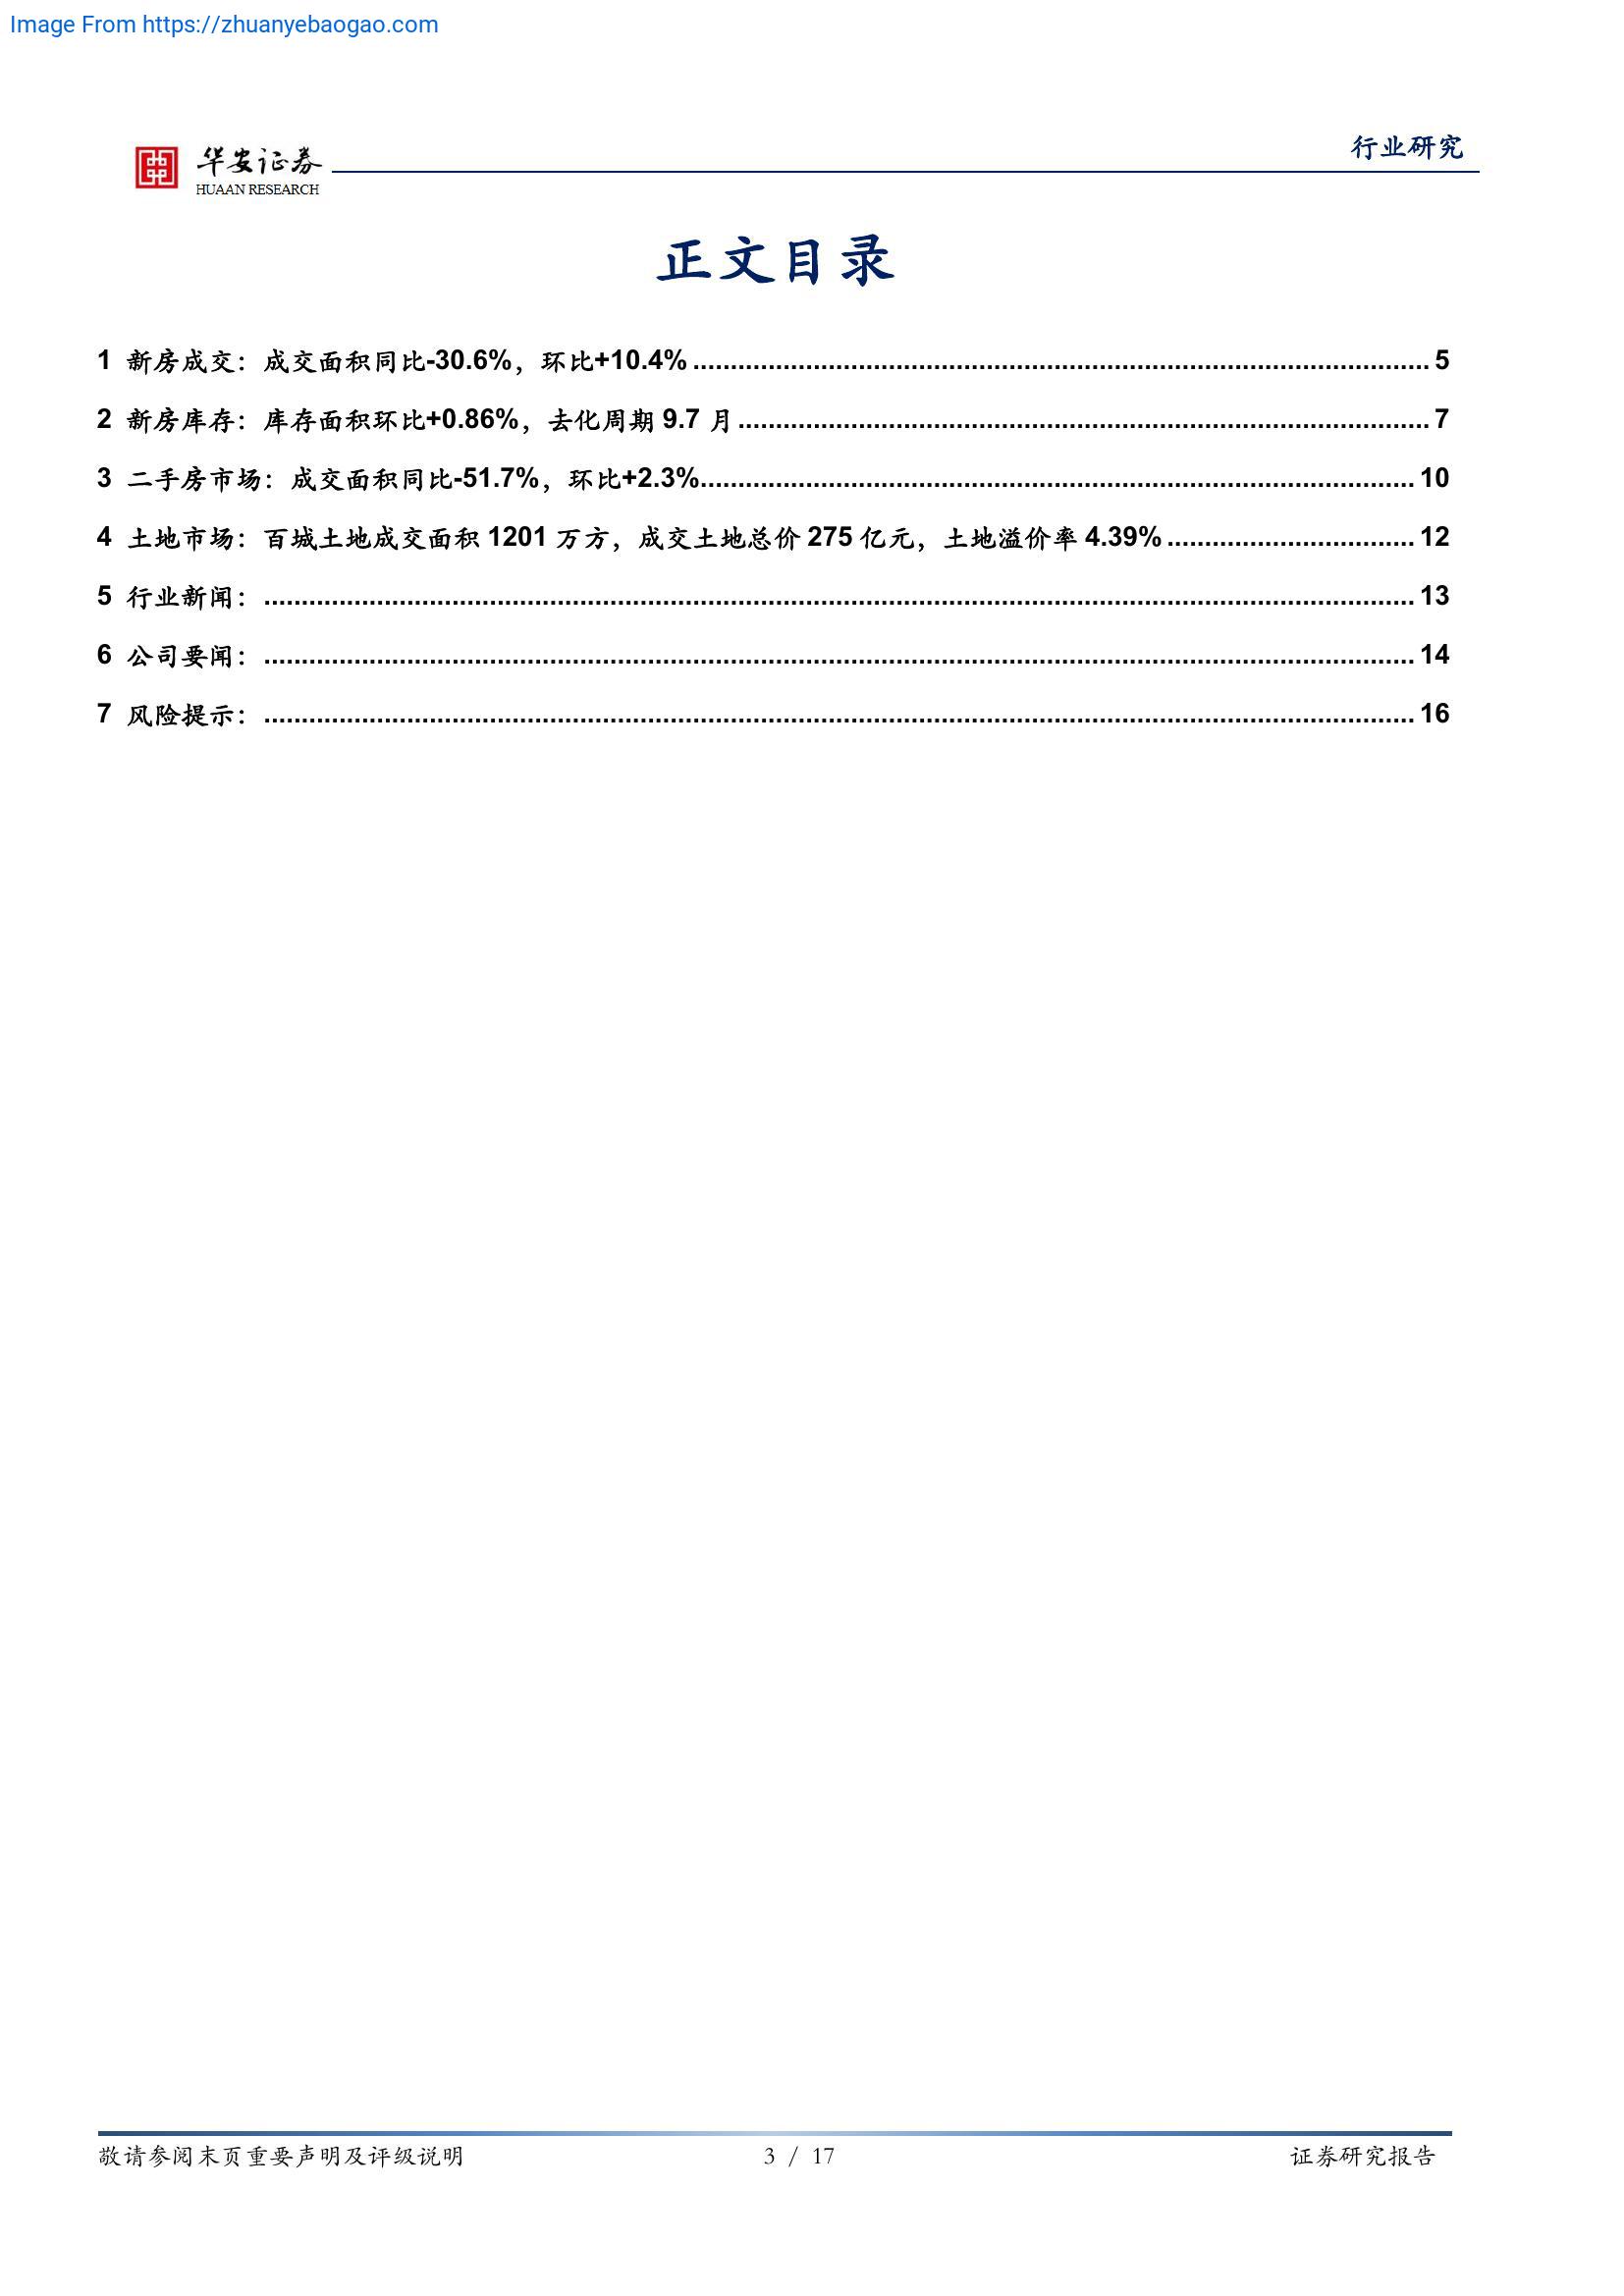 Image From https://zhuanyebaogao.com
行业研究
华安证券
HUAAN RESEARCH
正文目录
1 新房成交：成交面积同比-30.6%，环比+10.4% .......... 5
2 新房库存：库存面积环比+0.86%，去化周期 9.7 月 .......... 7
3 二手房市场：成交面积同比-51.7%，环比+2.3% .......... 10
4 土地市场：百城土地成交面积 1201 万方，成交土地总价 275 亿元，土地溢价率 4.39% .......... 12
5 行业新闻： .......... 13
6 公司要闻： .......... 14
7 风险提示： .......... 16
敬请参阅末页重要声明及评级说明 3 / 17 证券研究报告